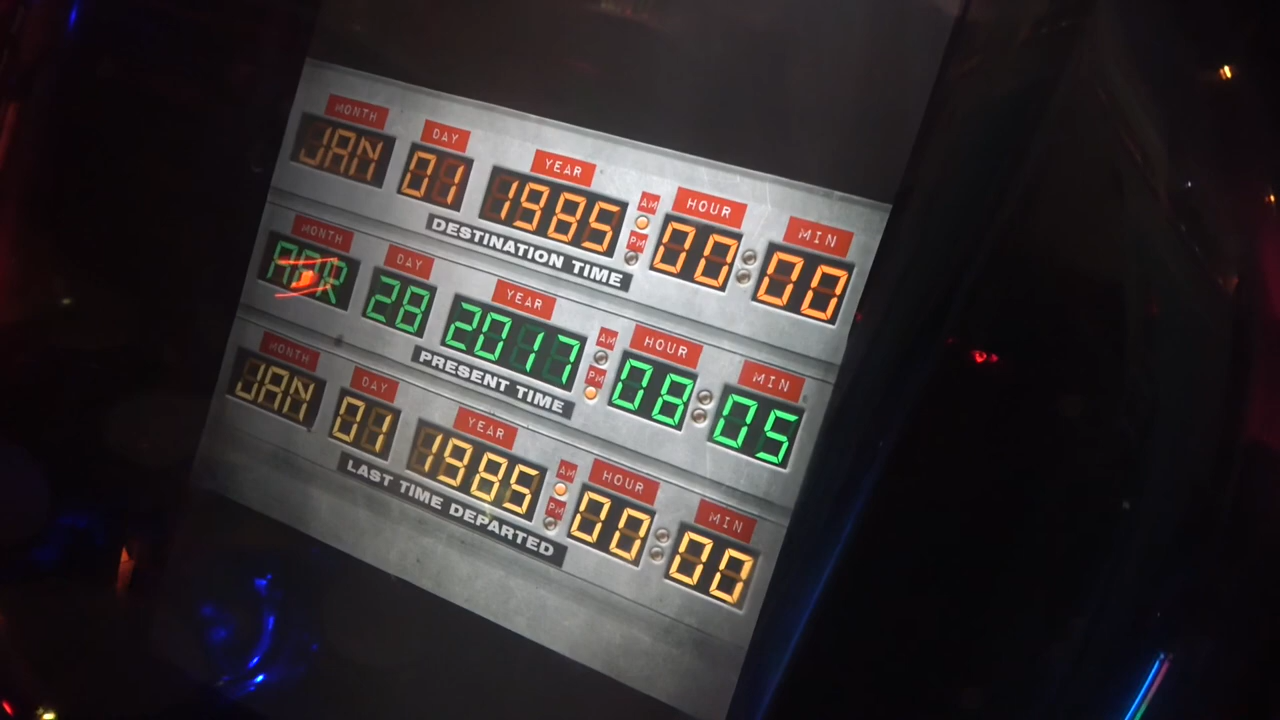 MONTH DAY YEAR AM HOUR MIN
JAN 01 1985 PM 00 00
DESTINATION TIME
MONTH DAY YEAR AM HOUR MIN
APR 28 2017 PM 08 05
PRESENT TIME
MONTH DAY YEAR AM HOUR MIN
JAN 01 1985 PM 00 00
LAST TIME DEPARTED